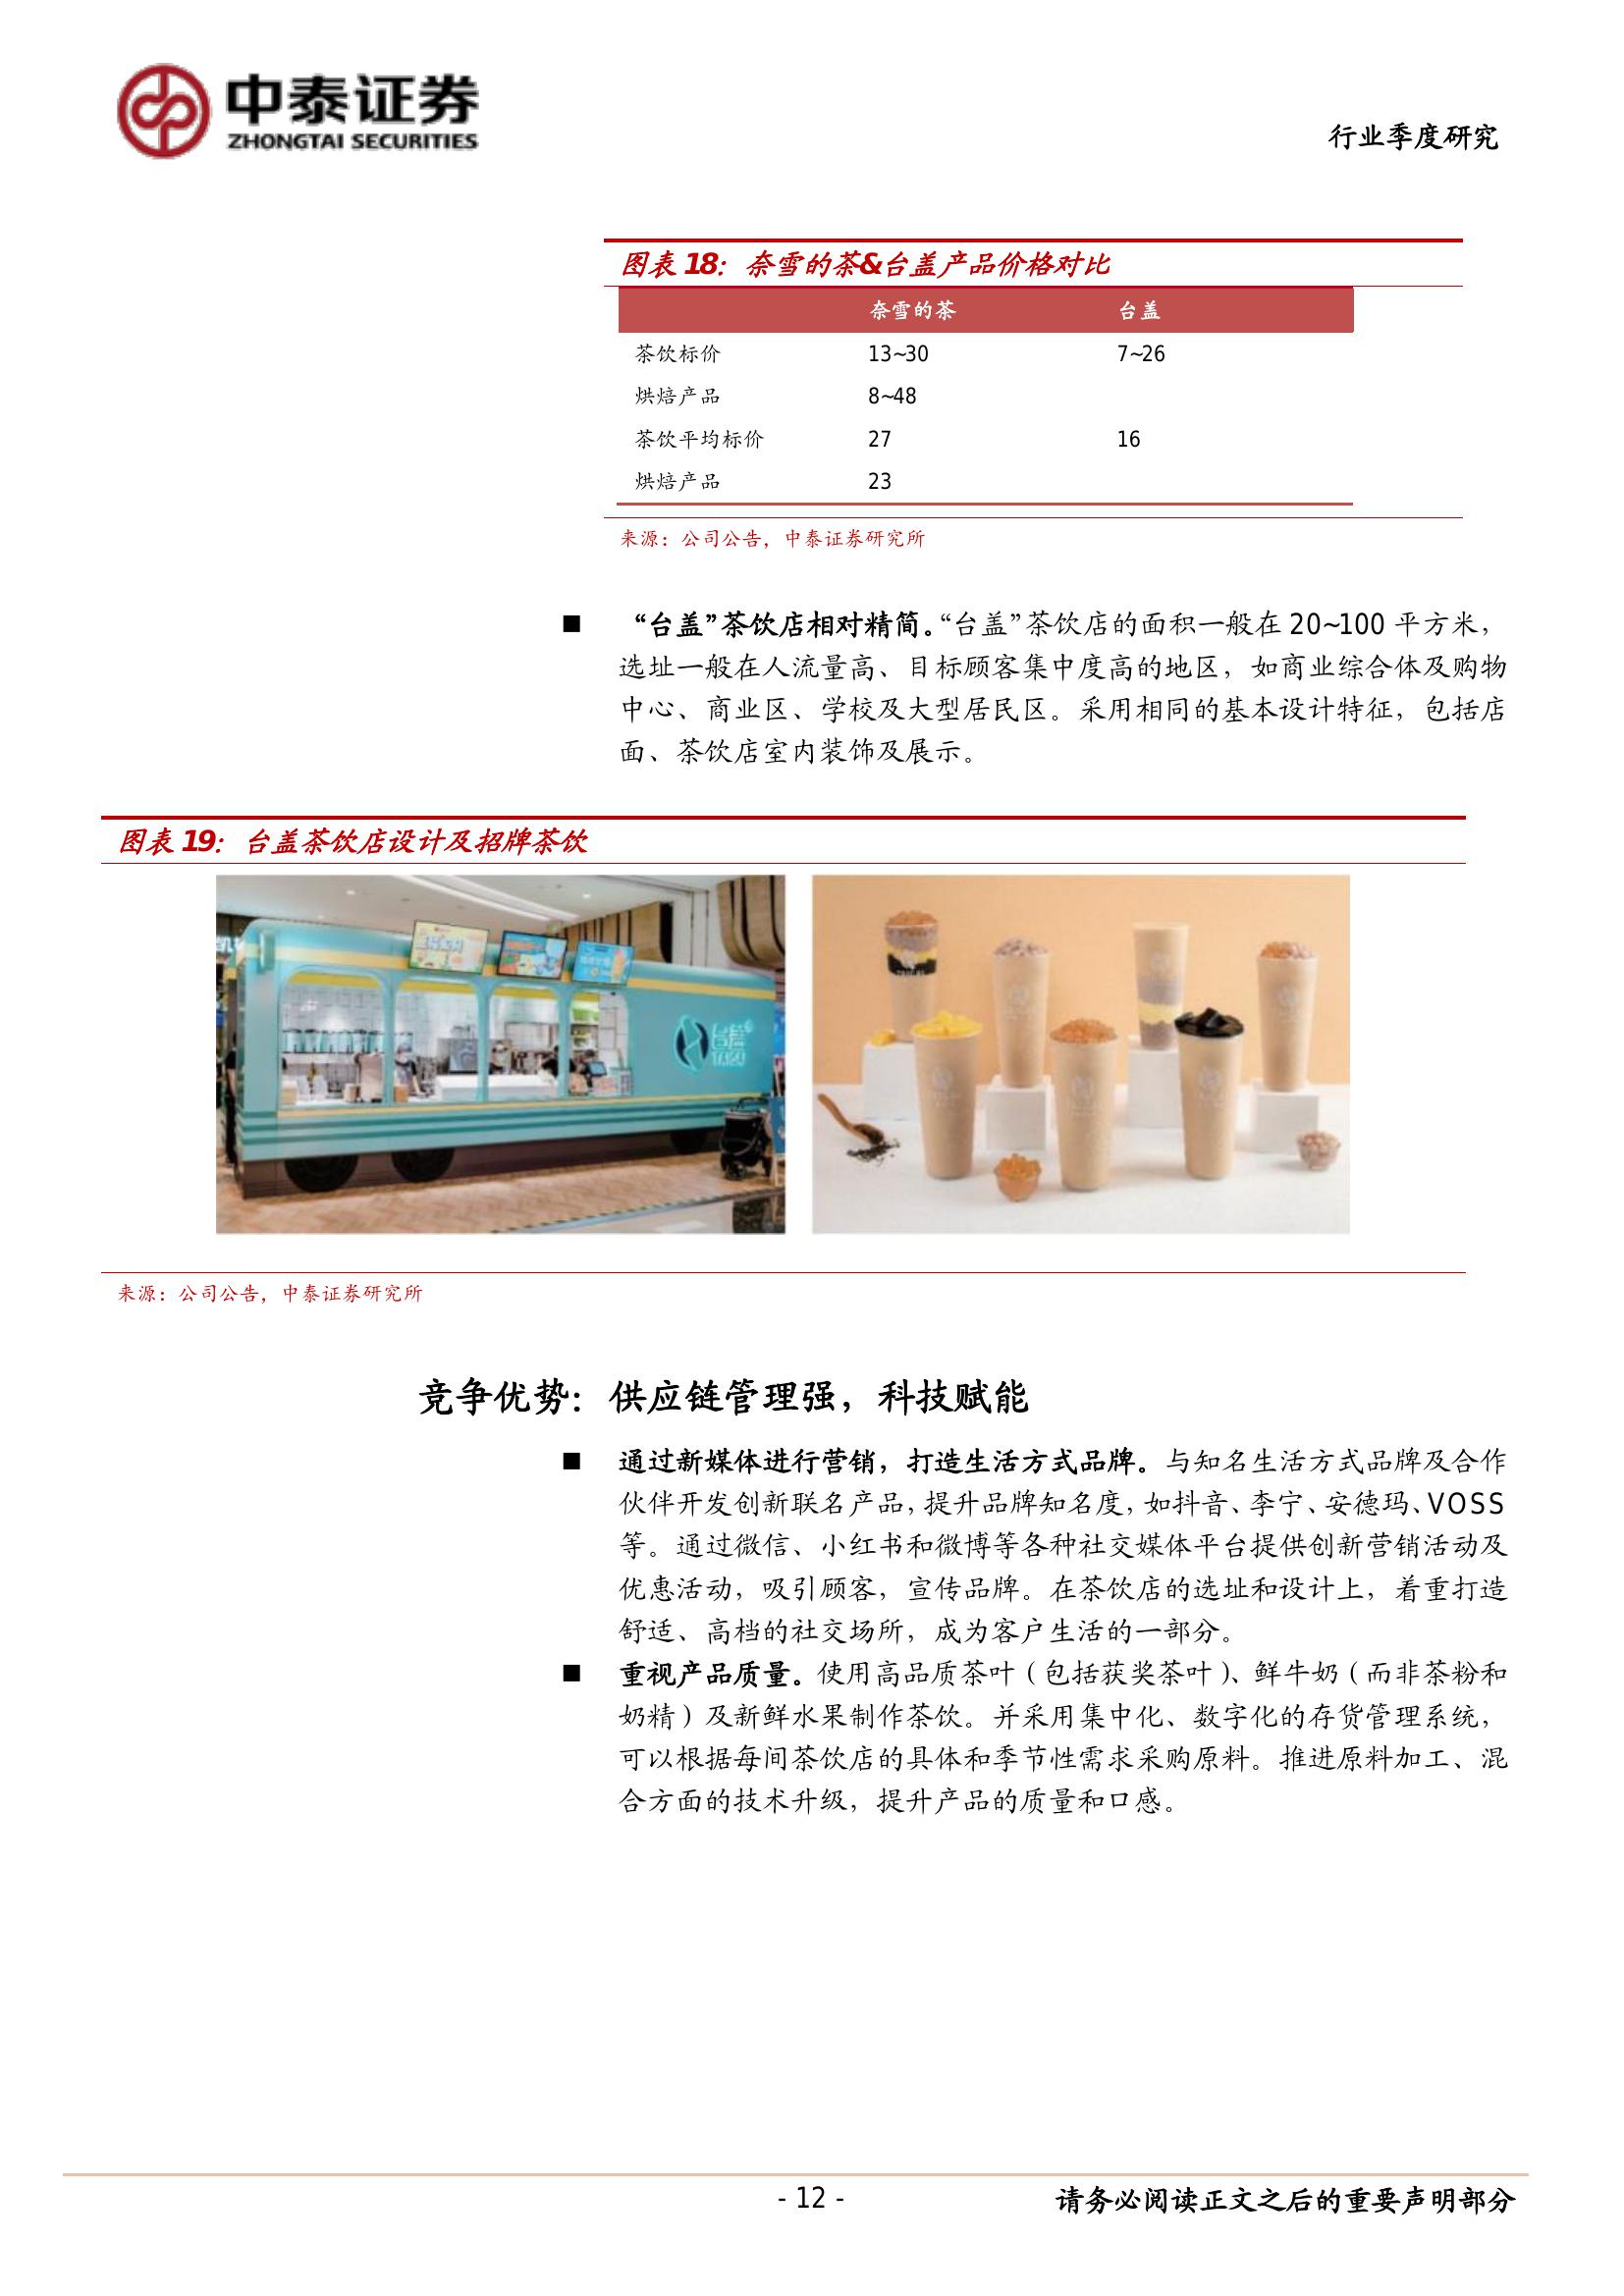 中泰证券
ZHONGTAI SECURITIES
行业季度研究
图表 18：奈雪的茶&台盖产品价格对比
奈雪的茶 台盖
茶饮标价 13~30 7~26
烘焙产品 8~48
茶饮平均标价 27 16
烘焙产品 23
来源：公司公告，中泰证券研究所
■ “台盖”茶饮店相对精简。“台盖”茶饮店的面积一般在 20~100 平方米，
选址一般在人流量高、目标顾客集中度高的地区，如商业综合体及购物
中心、商业区、学校及大型居民区。采用相同的基本设计特征，包括店
面、茶饮店室内装饰及展示。
图表 19：台盖茶饮店设计及招牌茶饮
台盖
TAIGAI
来源：公司公告，中泰证券研究所
竞争优势：供应链管理强，科技赋能
■ 通过新媒体进行营销，打造生活方式品牌。与知名生活方式品牌及合作
伙伴开发创新联名产品，提升品牌知名度，如抖音、李宁、安德玛、VOSS
等。通过微信、小红书和微博等各种社交媒体平台提供创新营销活动及
优惠活动，吸引顾客，宣传品牌。在茶饮店的选址和设计上，着重打造
舒适、高档的社交场所，成为客户生活的一部分。
■ 重视产品质量。使用高品质茶叶（包括获奖茶叶）、鲜牛奶（而非茶粉和
奶精）及新鲜水果制作茶饮。并采用集中化、数字化的存货管理系统，
可以根据每间茶饮店的具体和季节性需求采购原料。推进原料加工、混
合方面的技术升级，提升产品的质量和口感。
- 12 -
请务必阅读正文之后的重要声明部分